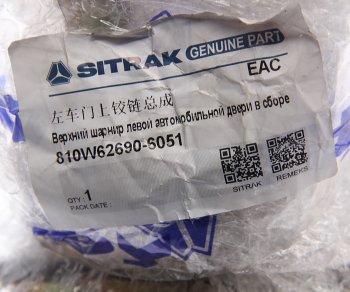 SITRAK GENUINE PART
EAC
左车门上铰链总成
Верхний шарнир левой автомобильной двери в сборе
810W62690-6051
QTY: 1
PACK DATE:
SITRAK
REMEKS